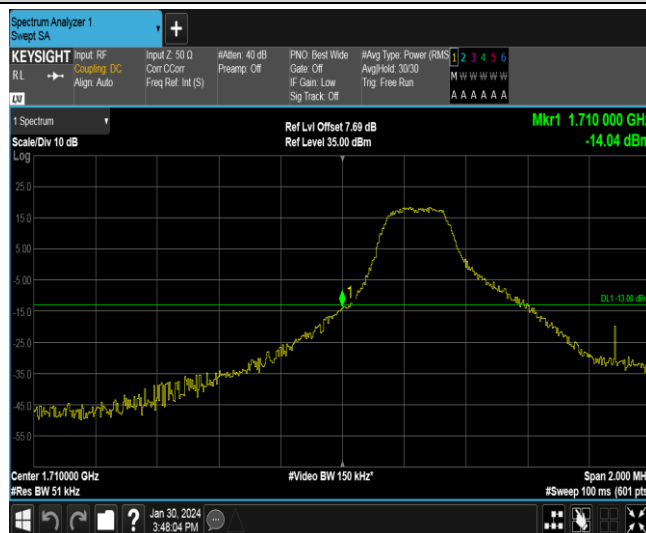 Spectrum Analyzer 1
Swept SA
+
KEYSIGHT
RL
Input: RF
Coupling: DC
Align: Auto
Input Z: 50 Ω
Corr CCorr
Freq Ref: Int (S)
#Atten: 40 dB
Preamp: Off
PNO: Best Wide
Gate: Off
IF Gain: Low
Sig Track: Off
#Avg Type: Power (RMS
Avg|Hold: 30/30
Trig: Free Run
1 2 3 4 5 6
M W W W W W
A A A A A A
LXI
1 Spectrum
Scale/Div 10 dB
Log
Ref Lvl Offset 7.69 dB
Ref Level 35.00 dBm
Mkr1 1.710 000 GHz
-14.04 dBm
25.0
15.0
5.00
-5.00
-15.0
-25.0
-35.0
-45.0
-55.0
1
DL1 -13.00 dBm
Center 1.710000 GHz
#Res BW 51 kHz
#Video BW 150 kHz*
Span 2.000 MHz
#Sweep 100 ms (601 pts)
?
Jan 30, 2024
3:48:04 PM